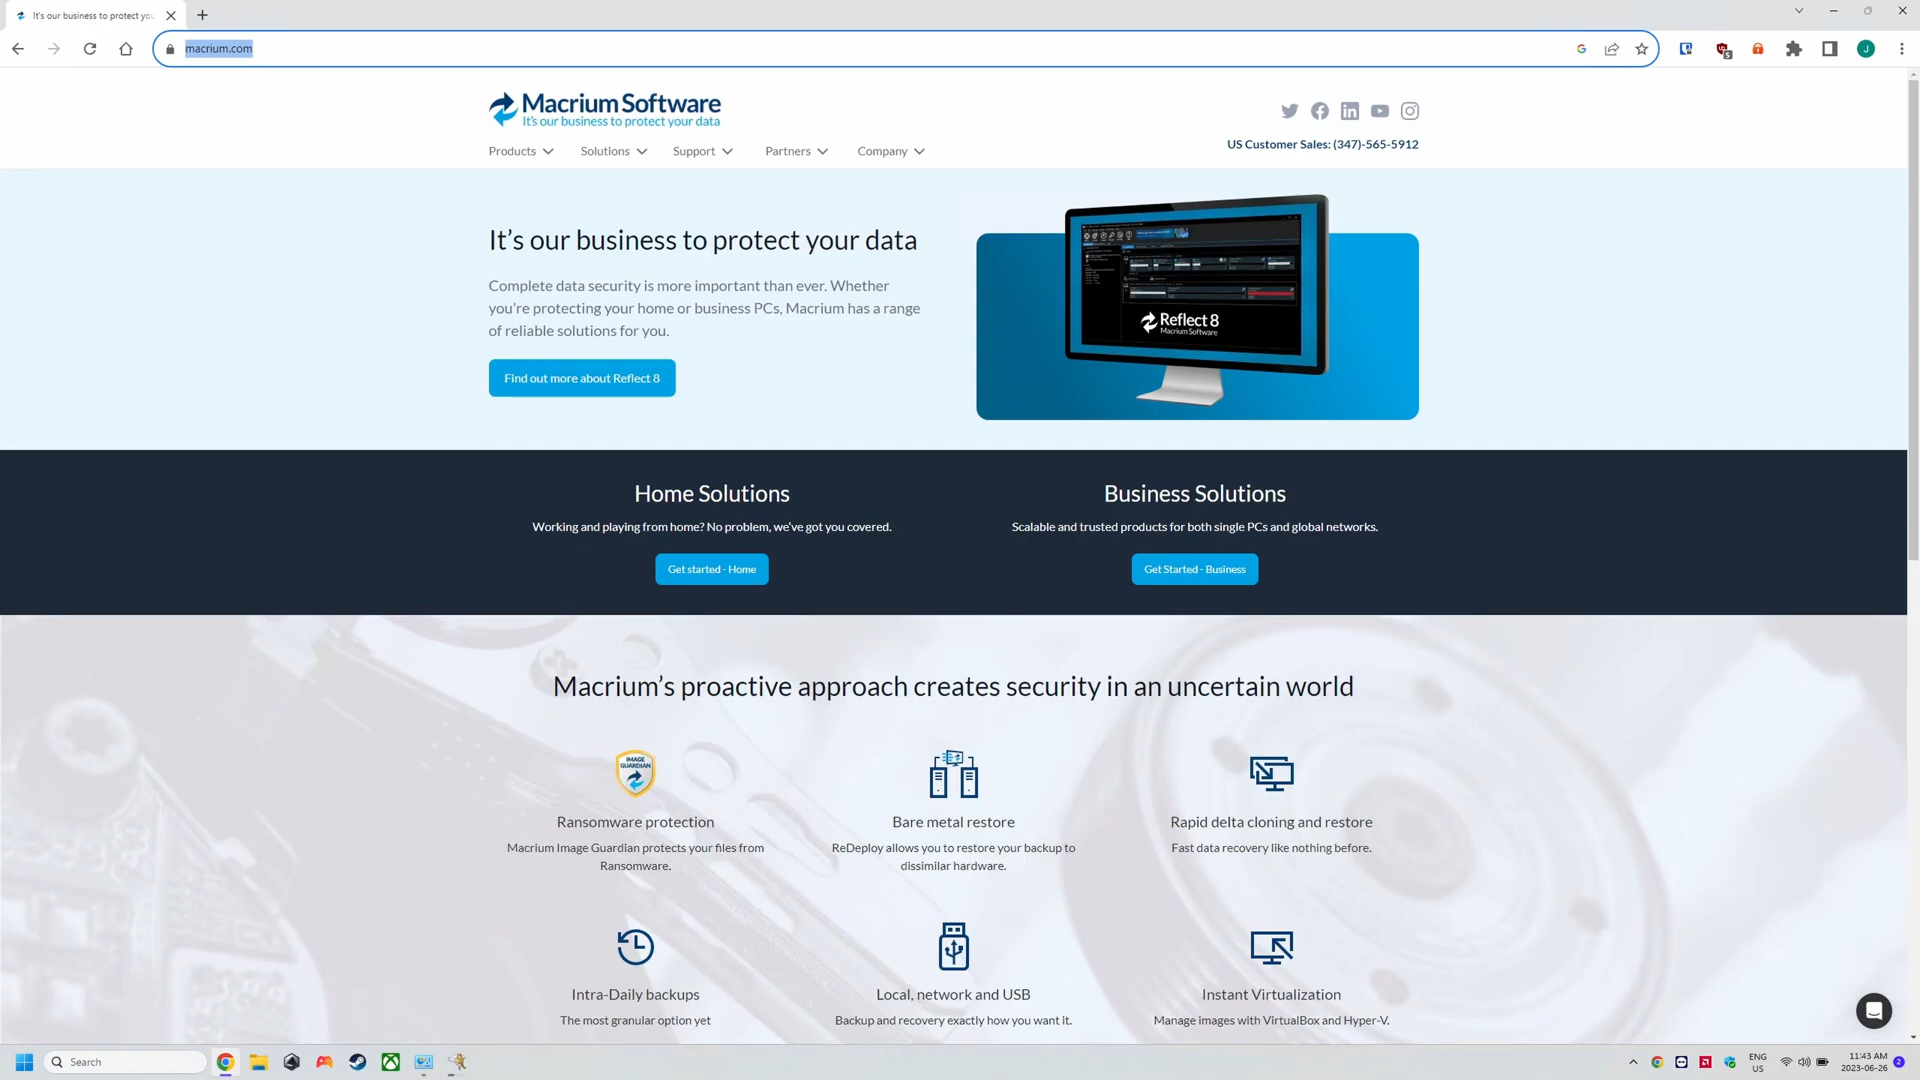 It's our business to protect you
macrium.com
J
Macrium Software
It's our business to protect your data
Products
Solutions
Support
Partners
Company
US Customer Sales: (347)-565-5912
It's our business to protect your data
Complete data security is more important than ever. Whether
you're protecting your home or business PCs, Macrium has a range
of reliable solutions for you.
Find out more about Reflect 8
Reflect 8
Macrium Software
Home Solutions
Working and playing from home? No problem, we've got you covered.
Get started - Home
Business Solutions
Scalable and trusted products for both single PCs and global networks.
Get Started - Business
Macrium's proactive approach creates security in an uncertain world
IMAGE
GUARDIAN
Ransomware protection
Macrium Image Guardian protects your files from
Ransomware.
Bare metal restore
ReDeploy allows you to restore your backup to
dissimilar hardware.
Rapid delta cloning and restore
Fast data recovery like nothing before.
Intra-Daily backups
The most granular option yet
Local, network and USB
Backup and recovery exactly how you want it.
Instant Virtualization
Manage images with VirtualBox and Hyper-V.
Search
ENG
US
11:43 AM
2023-06-26
2